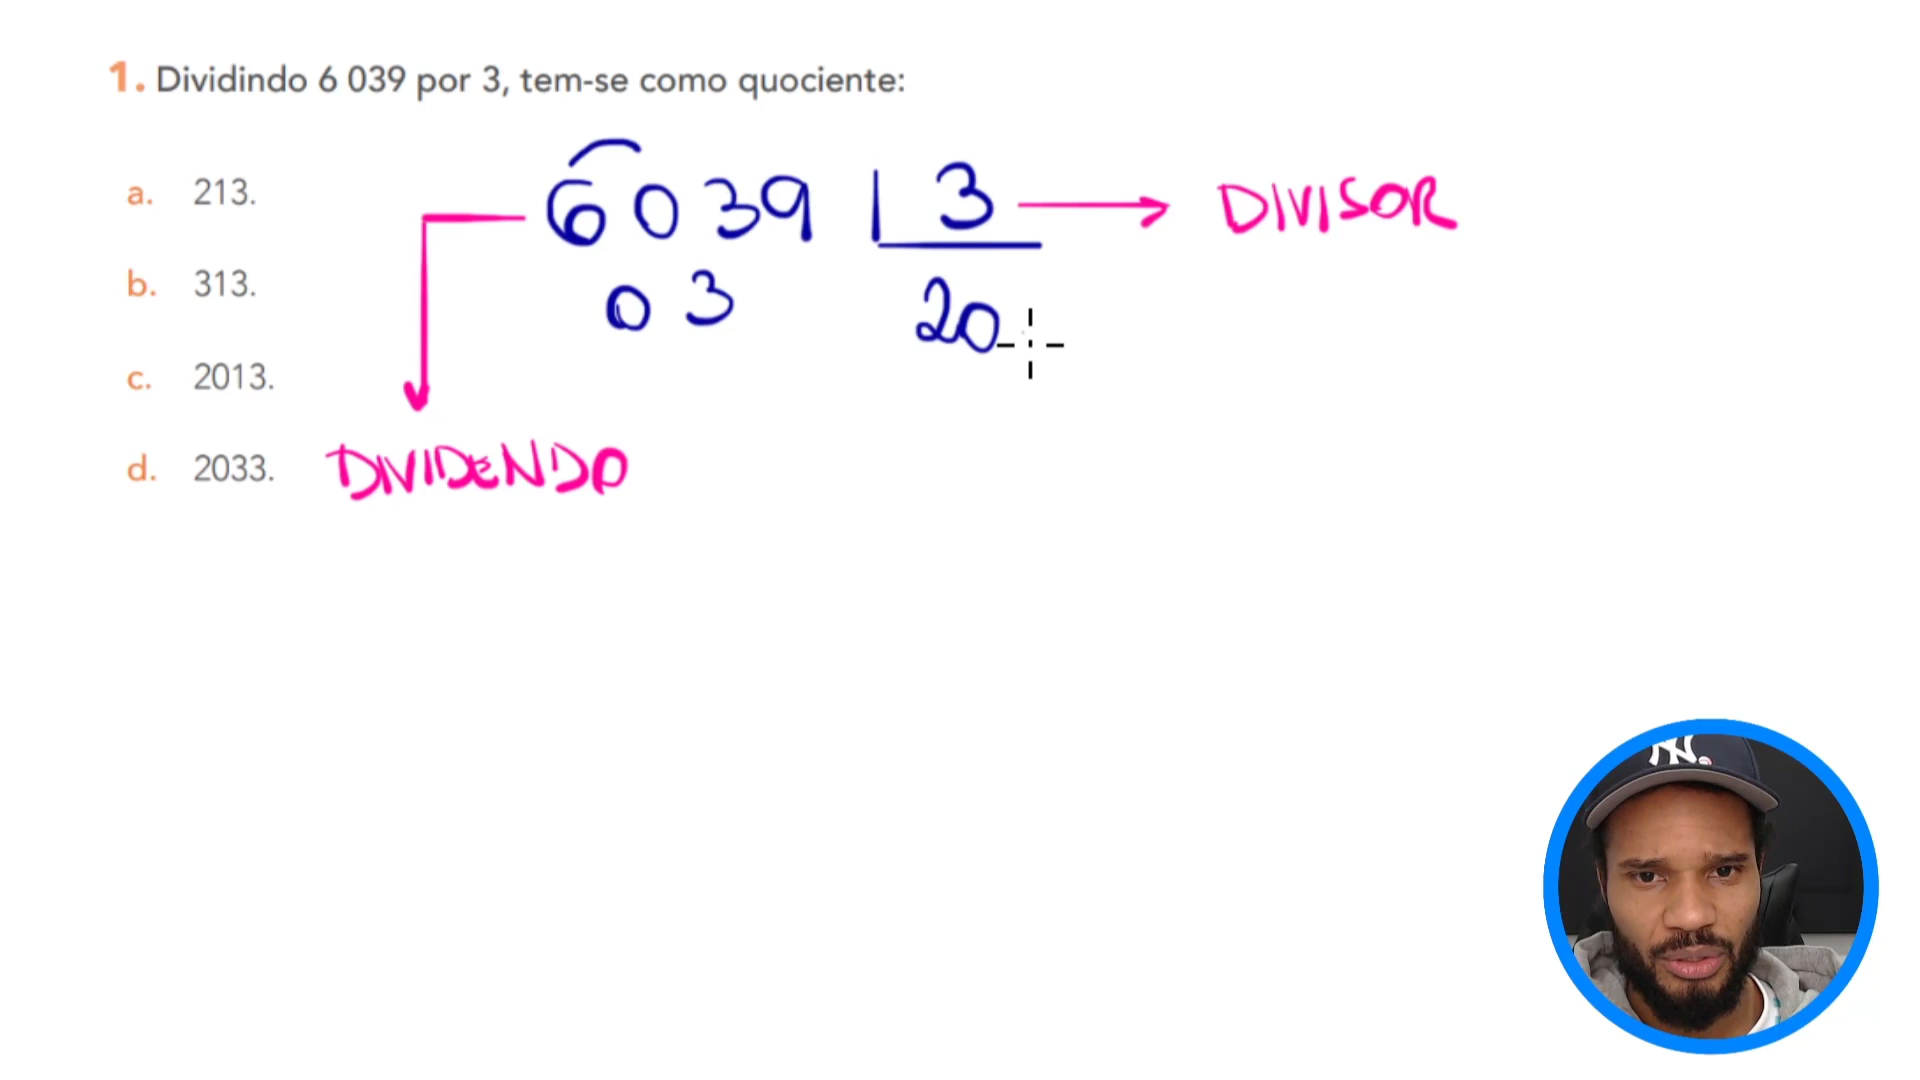 1. Dividindo 6 039 por 3, tem-se como quociente:
a. 213.
b. 313.
c. 2013.
d. 2033.
6039 | 3 → DIVISOR
03 20
DIVIDENDO
NY